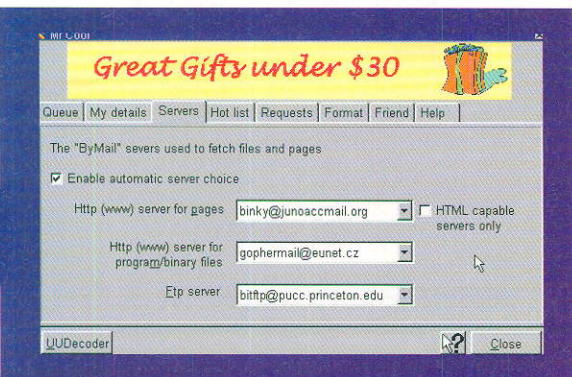 Mr Cool
Great Gifts under $30
Queue My details Servers Hot list Requests Format Friend Help
The "ByMail" severs used to fetch files and pages
Enable automatic server choice
Http (www) server for pages binky@junoaccmail.org HTML capable
servers only
Http (www) server for
program/binary files gophermail@eunet.cz
Ftp server bitftp@pucc.princeton.edu
UUDecoder ? Close